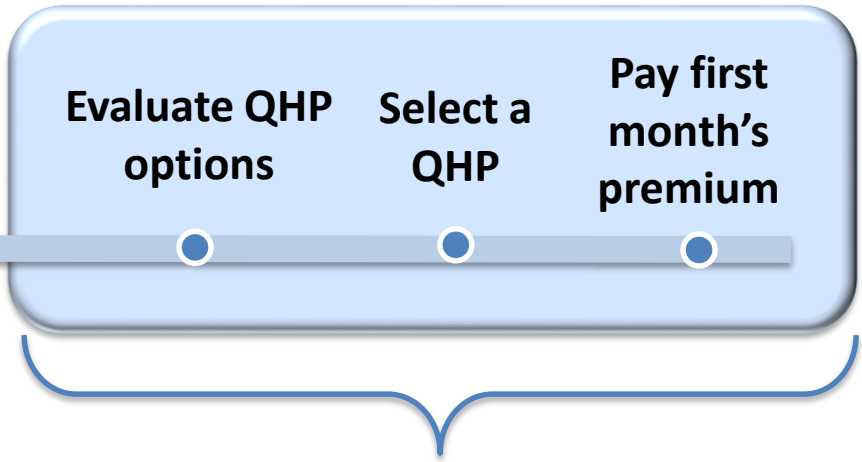 Evaluate QHP
options
Select a
QHP
Pay first
month’s
premium